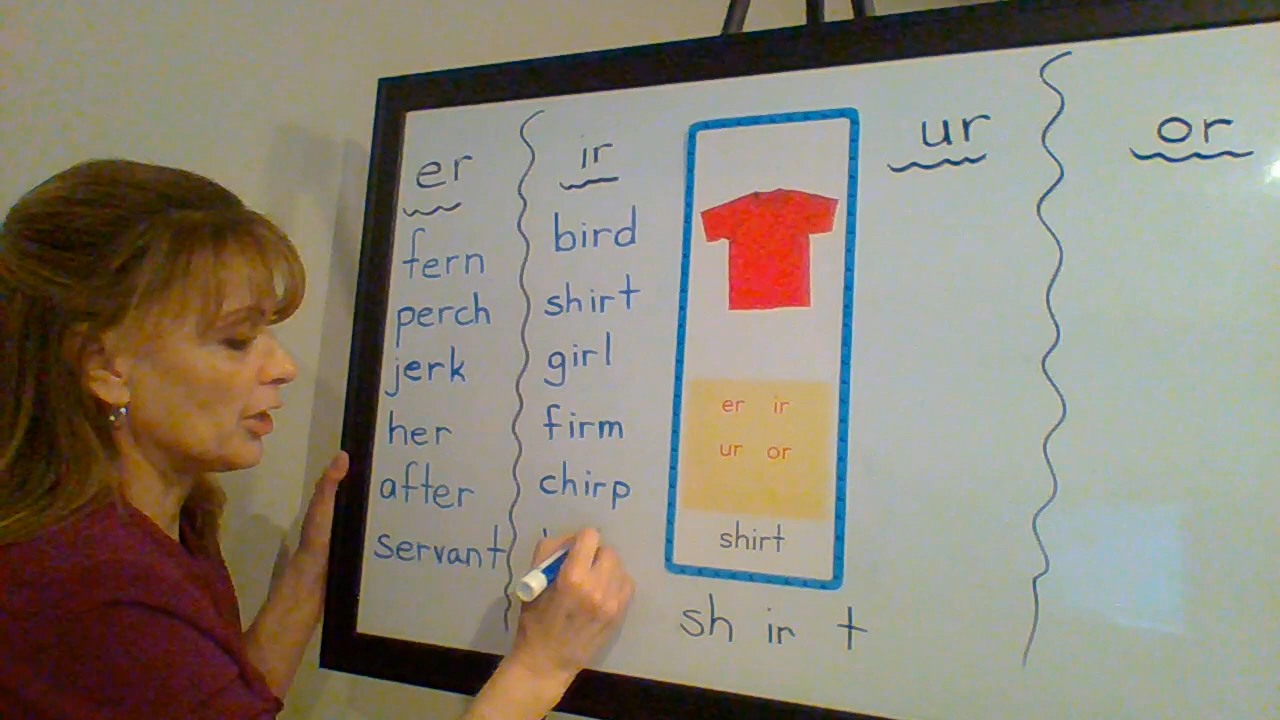 er
fern
perch
jerk
her
after
servant
ir
bird
shirt
girl
firm
chirp
er ir
ur or
shirt
sh ir t
ur
or